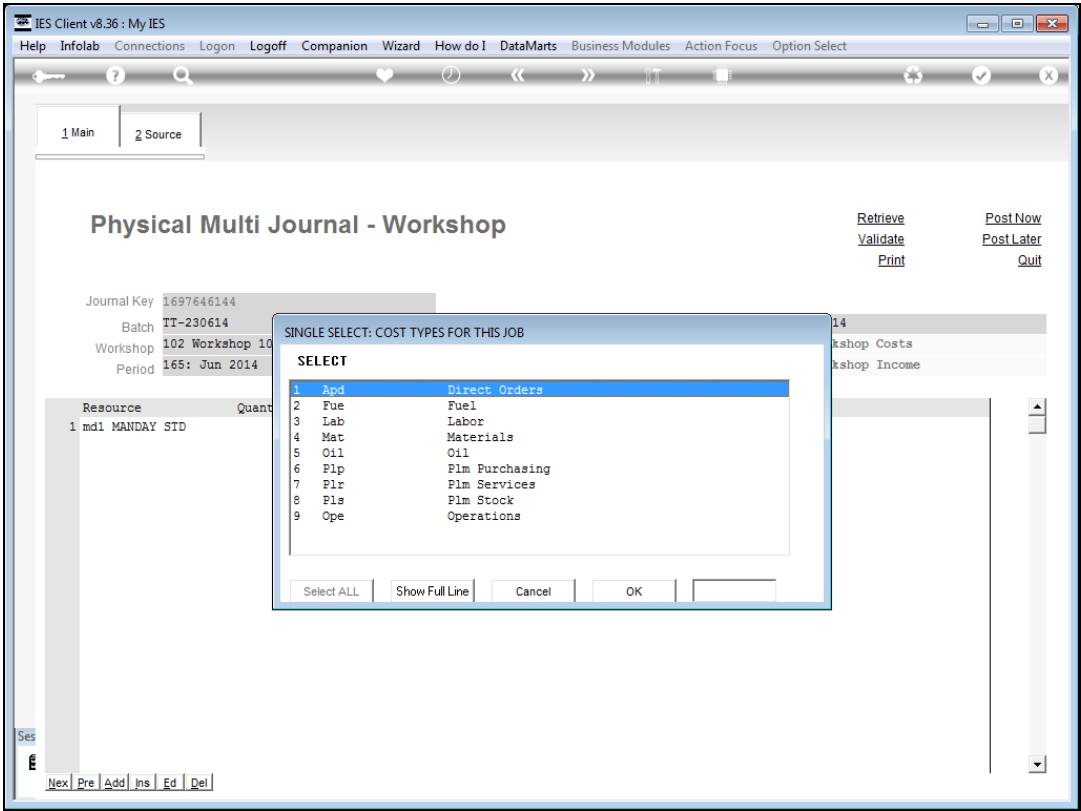 IES Client v8.36 : My IES
Help Infolab Connections Logon Logoff Companion Wizard How do I DataMarts Business Modules Action Focus Option Select
1 Main 2 Source
Physical Multi Journal - Workshop
Retrieve Post Now
Validate Post Later
Print Quit
Journal Key 1697646144
Batch TT-230614 14
Workshop 102 Workshop 10 kshop Costs
Period 165: Jun 2014 kshop Income
Resource Quant
1 md1 MANDAY STD
SINGLE SELECT: COST TYPES FOR THIS JOB
SELECT
1 Apd Direct Orders
2 Fue Fuel
3 Lab Labor
4 Mat Materials
5 Oil Oil
6 Plp Plm Purchasing
7 Plr Plm Services
8 Pls Plm Stock
9 Ope Operations
Select ALL Show Full Line Cancel OK
Ses
Nex Pre Add Ins Ed Del